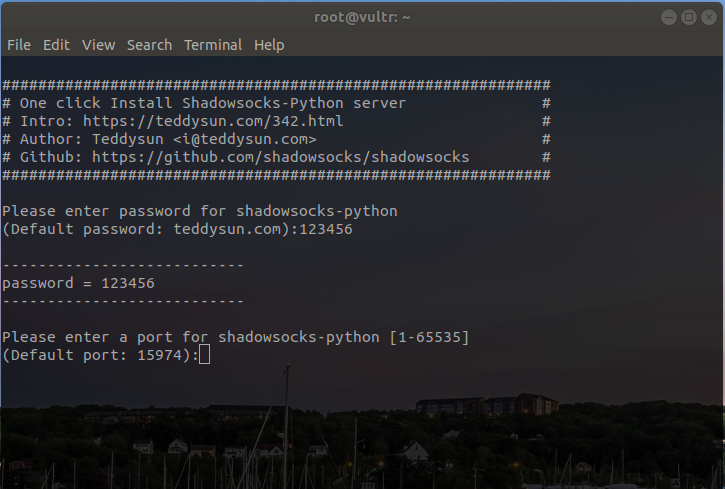 root@vultr: ~
File Edit View Search Terminal Help
#############################################################
# One click Install Shadowsocks-Python server               #
# Intro: https://teddysun.com/342.html                      #
# Author: Teddysun <i@teddysun.com>                         #
# Github: https://github.com/shadowsocks/shadowsocks        #
#############################################################
Please enter password for shadowsocks-python
(Default password: teddysun.com):123456
---------------------------
password = 123456
---------------------------
Please enter a port for shadowsocks-python [1-65535]
(Default port: 15974):